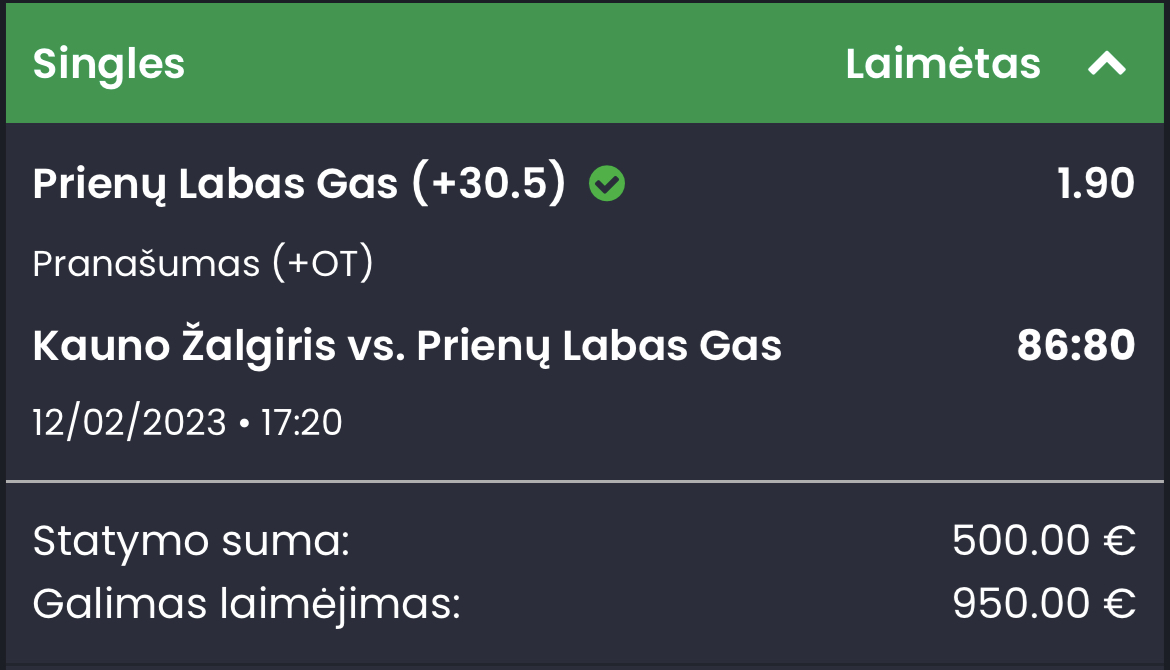 Singles Laimėtas
Prienų Labas Gas (+30.5) 1.90
Pranašumas (+OT)
Kauno Žalgiris vs. Prienų Labas Gas 86:80
12/02/2023 • 17:20
Statymo suma: 500.00 €
Galimas laimėjimas: 950.00 €